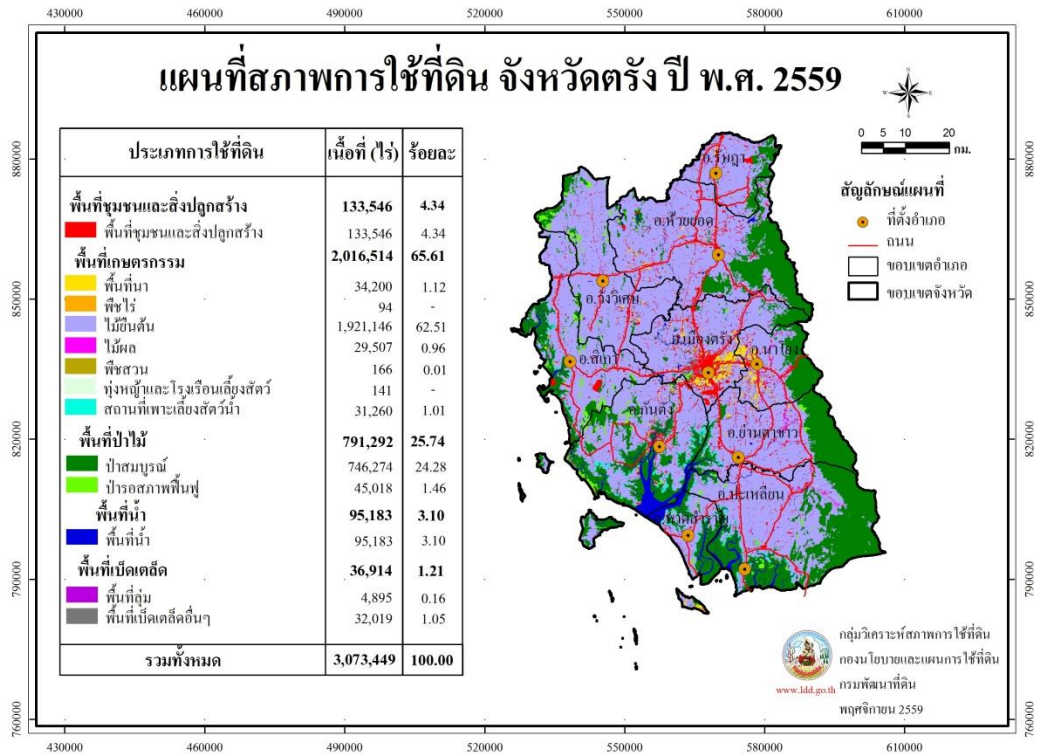 430000 460000 490000 520000 550000 580000 610000
แผนที่สภาพการใช้ที่ดิน จังหวัดตรัง ปี พ.ศ. 2559
ประเภทการใช้ที่ดิน เนื้อที่ (ไร่) ร้อยละ
พื้นที่ชุมชนและสิ่งปลูกสร้าง 133,546 4.34
พื้นที่ชุมชนและสิ่งปลูกสร้าง 133,546 4.34
พื้นที่เกษตรกรรม 2,016,514 65.61
พื้นที่นา 34,200 1.12
พืชไร่ 94 -
ไม้ยืนต้น 1,921,146 62.51
ไม้ผล 29,507 0.96
พืชสวน 166 0.01
ทุ่งหญ้าและโรงเรือนเลี้ยงสัตว์ 141 -
สถานที่เพาะเลี้ยงสัตว์น้ำ 31,260 1.01
พื้นที่ป่าไม้ 791,292 25.74
ป่าสมบูรณ์ 746,274 24.28
ป่ารอสภาพฟื้นฟู 45,018 1.46
พื้นที่น้ำ 95,183 3.10
พื้นที่น้ำ 95,183 3.10
พื้นที่เบ็ดเตล็ด 36,914 1.21
พื้นที่ลุ่ม 4,895 0.16
พื้นที่เบ็ดเตล็ดอื่นๆ 32,019 1.05
รวมทั้งหมด 3,073,449 100.00
อ.รัษฎา
อ.ห้วยยอด
อ.วังวิเศษ
อ.เมืองตรัง
อ.นาโยง
อ.สิเกา
อ.กันตัง
อ.ย่านตาขาว
อ.ปะเหลียน
หาดสำราญ
N
W E
S
0 5 10 20
กม.
สัญลักษณ์แผนที่
ที่ตั้งอำเภอ
ถนน
ขอบเขตอำเภอ
ขอบเขตจังหวัด
www.ldd.go.th
กลุ่มวิเคราะห์สภาพการใช้ที่ดิน
กองนโยบายและแผนการใช้ที่ดิน
กรมพัฒนาที่ดิน
พฤศจิกายน 2559
880000 880000
850000 850000
820000 820000
790000 790000
760000 760000
430000 460000 490000 520000 550000 580000 610000